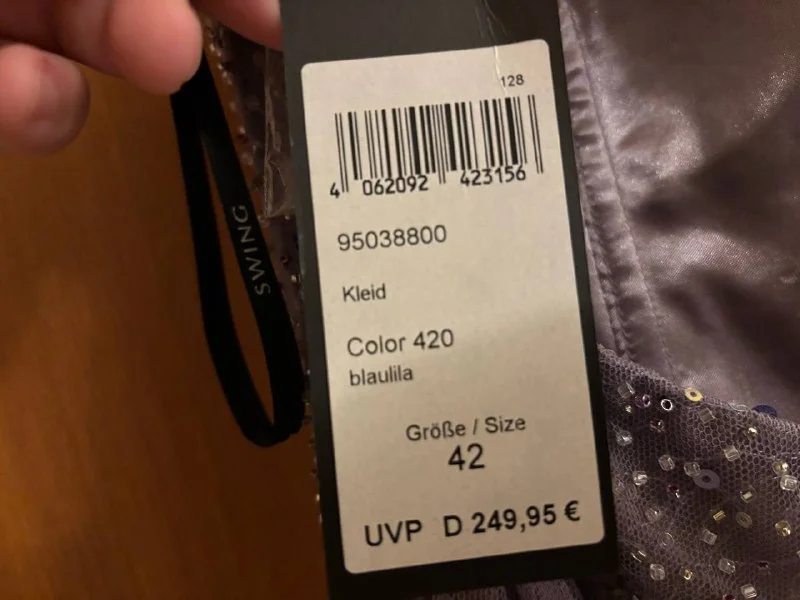 128
4 062092 423156
95038800
Kleid
Color 420
blaulila
Größe / Size
42
UVP D 249,95 €
SWING